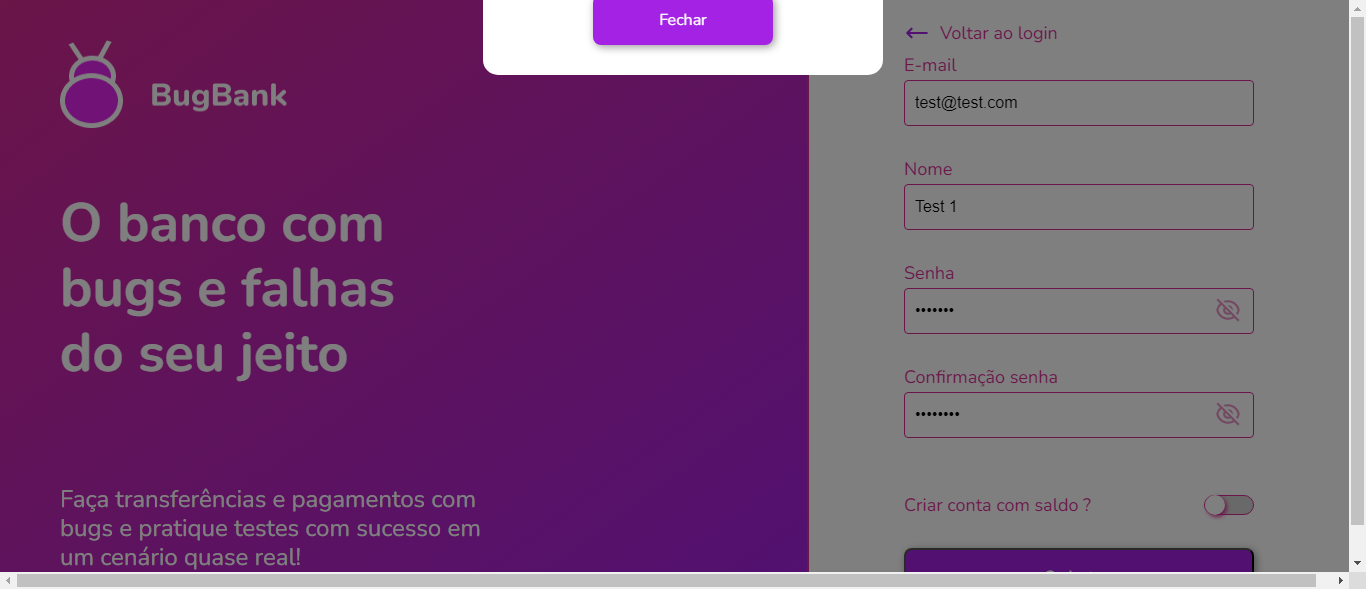 Fechar
BugBank
O banco com
bugs e falhas
do seu jeito
Faça transferências e pagamentos com
bugs e pratique testes com sucesso em
um cenário quase real!
Voltar ao login
E-mail
test@test.com
Nome
Test 1
Senha
•••••••
Confirmação senha
••••••••
Criar conta com saldo ?